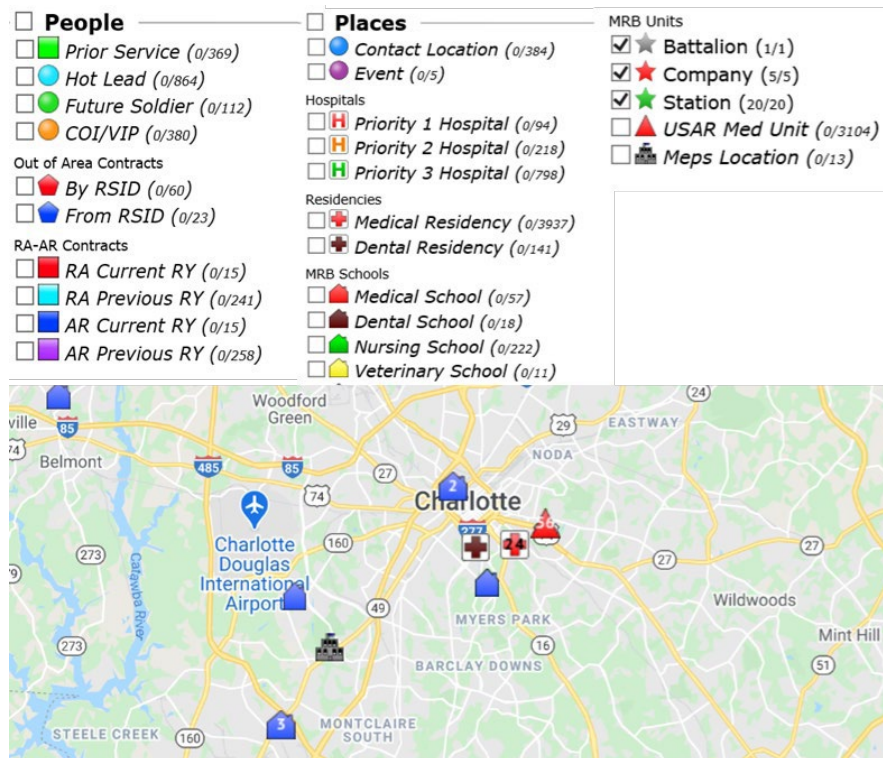 People
Prior Service (0/369)
Hot Lead (0/864)
Future Soldier (0/112)
COI/VIP (0/380)
Out of Area Contracts
By RSID (0/60)
From RSID (0/23)
RA-AR Contracts
RA Current RY (0/15)
RA Previous RY (0/241)
AR Current RY (0/15)
AR Previous RY (0/258)
Places
Contact Location (0/384)
Event (0/5)
Hospitals
H Priority 1 Hospital (0/94)
H Priority 2 Hospital (0/218)
H Priority 3 Hospital (0/798)
Residencies
Medical Residency (0/3937)
Dental Residency (0/141)
MRB Schools
Medical School (0/57)
Dental School (0/18)
Nursing School (0/222)
Veterinary School (0/11)
MRB Units
Battalion (1/1)
Company (5/5)
Station (20/20)
USAR Med Unit (0/3104)
Meps Location (0/13)
Woodford
Green
24
29
EASTWAY
ville
85
74
Belmont
485
85
27
NODA
74
2
Charlotte
277
56
24
Charlotte
Douglas
International
Airport
160
273
27
27
Catawba River
49
Wildwoods
MYERS PARK
Mint Hill
273
16
BARCLAY DOWNS
51
3
MONTCLAIRE
SOUTH
STEELE CREEK
160